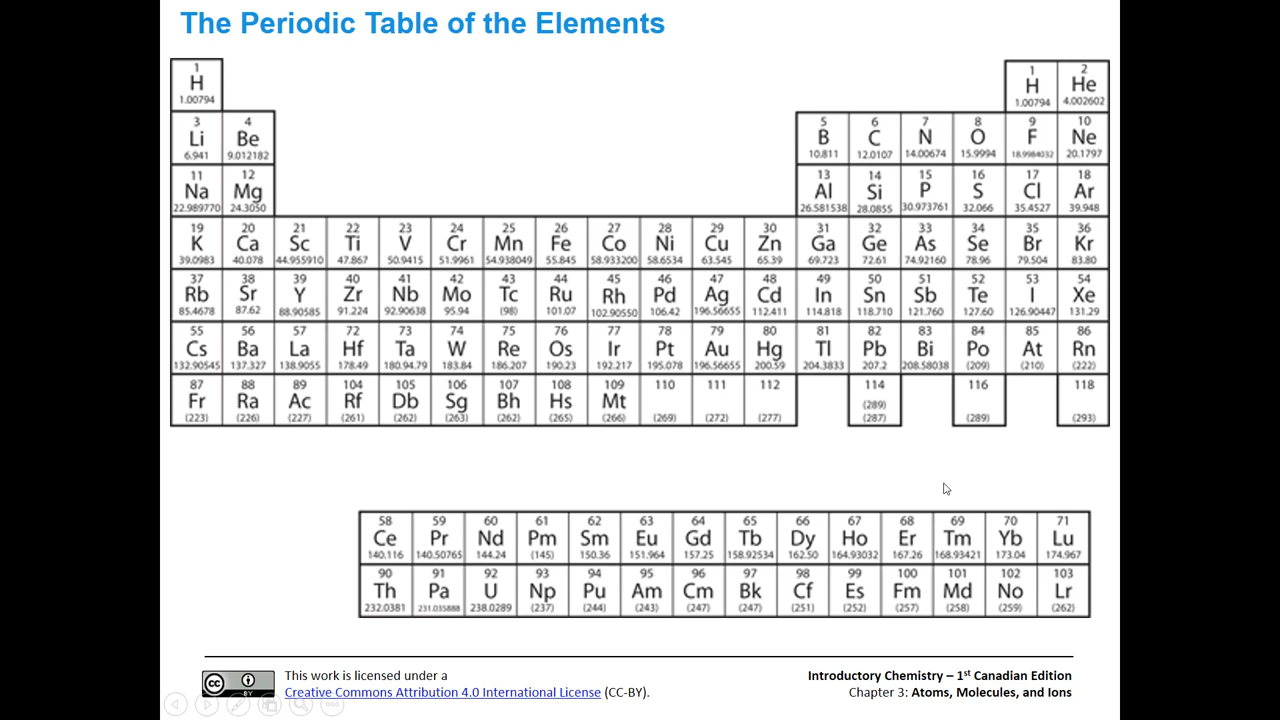 The Periodic Table of the Elements
1 1 2
H H He
1.00794 1.00794 4.002602
3 4 5 6 7 8 9 10
Li Be B C N O F Ne
6.941 9.012182 10.811 12.0107 14.00674 15.9994 18.9984032 20.1797
11 12 13 14 15 16 17 18
Na Mg Al Si P S Cl Ar
22.989770 24.3050 26.581538 28.0855 30.973761 32.066 35.4527 39.948
19 20 21 22 23 24 25 26 27 28 29 30 31 32 33 34 35 36
K Ca Sc Ti V Cr Mn Fe Co Ni Cu Zn Ga Ge As Se Br Kr
39.0983 40.078 44.955910 47.867 50.9415 51.9961 54.938049 55.845 58.933200 58.6534 63.545 65.39 69.723 72.61 74.92160 78.96 79.504 83.80
37 38 39 40 41 42 43 44 45 46 47 48 49 50 51 52 53 54
Rb Sr Y Zr Nb Mo Tc Ru Rh Pd Ag Cd In Sn Sb Te I Xe
85.4678 87.62 88.90585 91.224 92.90638 95.94 (98) 101.07 102.90550 106.42 196.56655 112.411 114.818 118.710 121.760 127.60 126.90447 131.29
55 56 57 72 73 74 75 76 77 78 79 80 81 82 83 84 85 86
Cs Ba La Hf Ta W Re Os Ir Pt Au Hg Tl Pb Bi Po At Rn
132.90545 137.327 138.9055 178.49 180.94.79 183.84 186.207 190.23 192.217 195.078 196.56655 200.59 204.3833 207.2 208.58038 (209) (210) (222)
87 88 89 104 105 106 107 108 109 110 111 112 114 116 118
Fr Ra Ac Rf Db Sg Bh Hs Mt (289)
(223) (226) (227) (261) (262) (263) (262) (265) (266) (269) (272) (277) (287) (289) (293)
58 59 60 61 62 63 64 65 66 67 68 69 70 71
Ce Pr Nd Pm Sm Eu Gd Tb Dy Ho Er Tm Yb Lu
140.116 140.50765 144.24 (145) 150.36 151.964 157.25 158.92534 162.50 164.93032 167.26 168.93421 173.04 174.967
90 91 92 93 94 95 96 97 98 99 100 101 102 103
Th Pa U Np Pu Am Cm Bk Cf Es Fm Md No Lr
232.0381 231.035888 238.0289 (237) (244) (243) (247) (247) (251) (252) (257) (258) (259) (262)
cc BY
This work is licensed under a
Creative Commons Attribution 4.0 International License (CC-BY).
Introductory Chemistry – 1st Canadian Edition
Chapter 3: Atoms, Molecules, and Ions